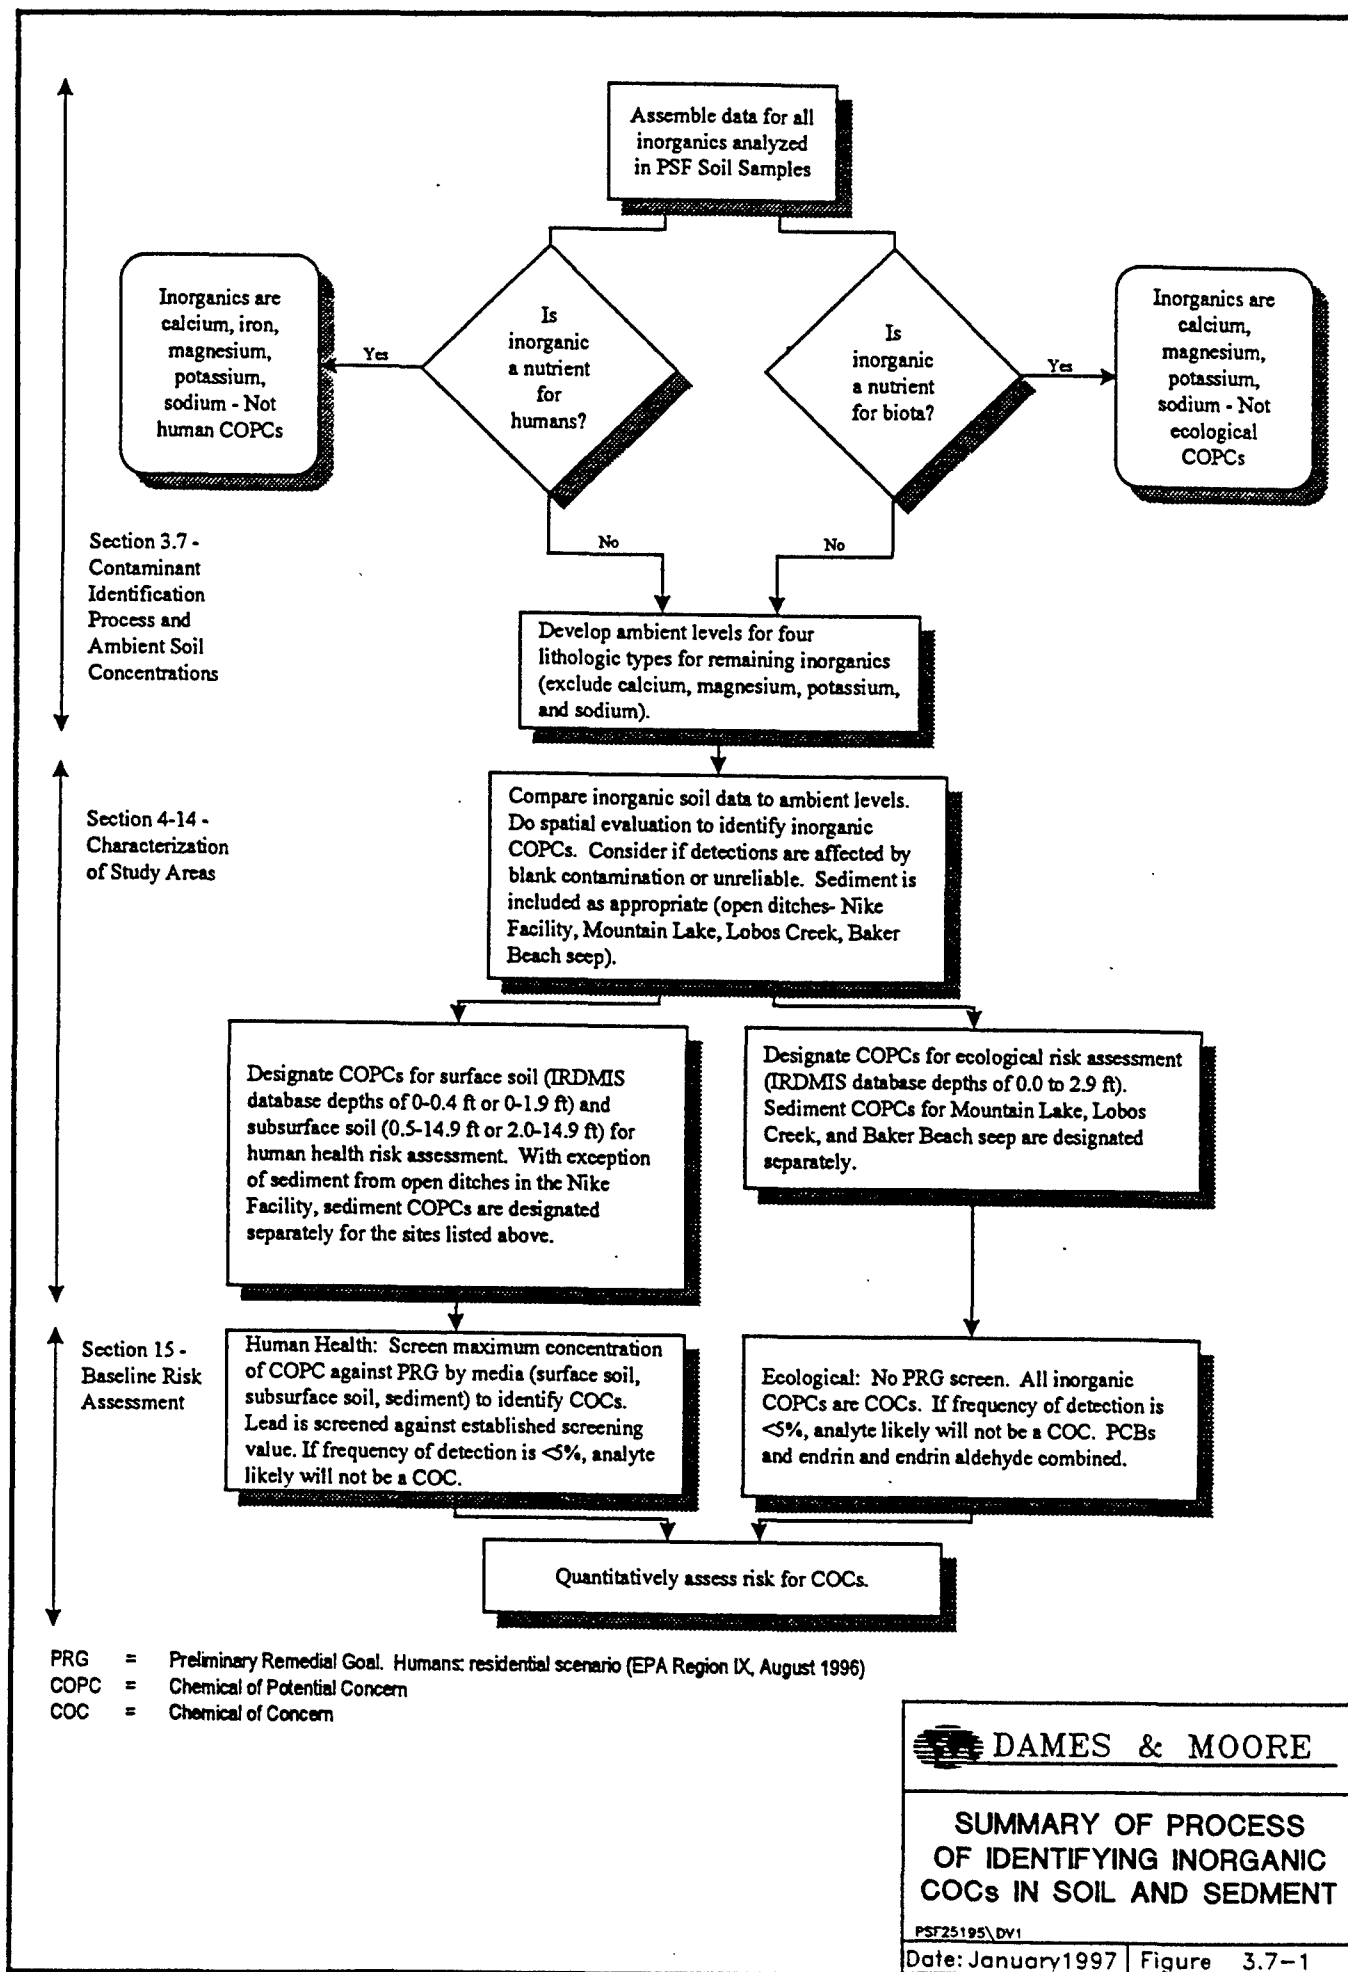 Assemble data for all
inorganics analyzed
in PSF Soil Samples
Inorganics are
calcium, iron,
magnesium,
potassium,
sodium - Not
human COPCs
Yes
Is
inorganic
a nutrient
for
humans?
Is
inorganic
a nutrient
for biota?
Yes
Inorganics are
calcium,
magnesium,
potassium,
sodium - Not
ecological
COPCs
No
No
Section 3.7 -
Contaminant
Identification
Process and
Ambient Soil
Concentrations
Develop ambient levels for four
lithologic types for remaining inorganics
(exclude calcium, magnesium, potassium,
and sodium).
Section 4-14 -
Characterization
of Study Areas
Compare inorganic soil data to ambient levels.
Do spatial evaluation to identify inorganic
COPCs. Consider if detections are affected by
blank contamination or unreliable. Sediment is
included as appropriate (open ditches- Nike
Facility, Mountain Lake, Lobos Creek, Baker
Beach seep).
Designate COPCs for surface soil (IRDMIS
database depths of 0-0.4 ft or 0-1.9 ft) and
subsurface soil (0.5-14.9 ft or 2.0-14.9 ft) for
human health risk assessment. With exception
of sediment from open ditches in the Nike
Facility, sediment COPCs are designated
separately for the sites listed above.
Designate COPCs for ecological risk assessment
(IRDMIS database depths of 0.0 to 2.9 ft).
Sediment COPCs for Mountain Lake, Lobos
Creek, and Baker Beach seep are designated
separately.
Section 15 -
Baseline Risk
Assessment
Human Health: Screen maximum concentration
of COPC against PRG by media (surface soil,
subsurface soil, sediment) to identify COCs.
Lead is screened against established screening
value. If frequency of detection is <5%, analyte
likely will not be a COC.
Ecological: No PRG screen. All inorganic
COPCs are COCs. If frequency of detection is
<5%, analyte likely will not be a COC. PCBs
and endrin and endrin aldehyde combined.
Quantitatively assess risk for COCs.
PRG = Preliminary Remedial Goal. Humans: residential scenario (EPA Region IX, August 1996)
COPC = Chemical of Potential Concern
COC = Chemical of Concern
DAMES & MOORE
SUMMARY OF PROCESS
OF IDENTIFYING INORGANIC
COCs IN SOIL AND SEDMENT
PSF25195\DV1
Date: January 1997 Figure 3.7-1